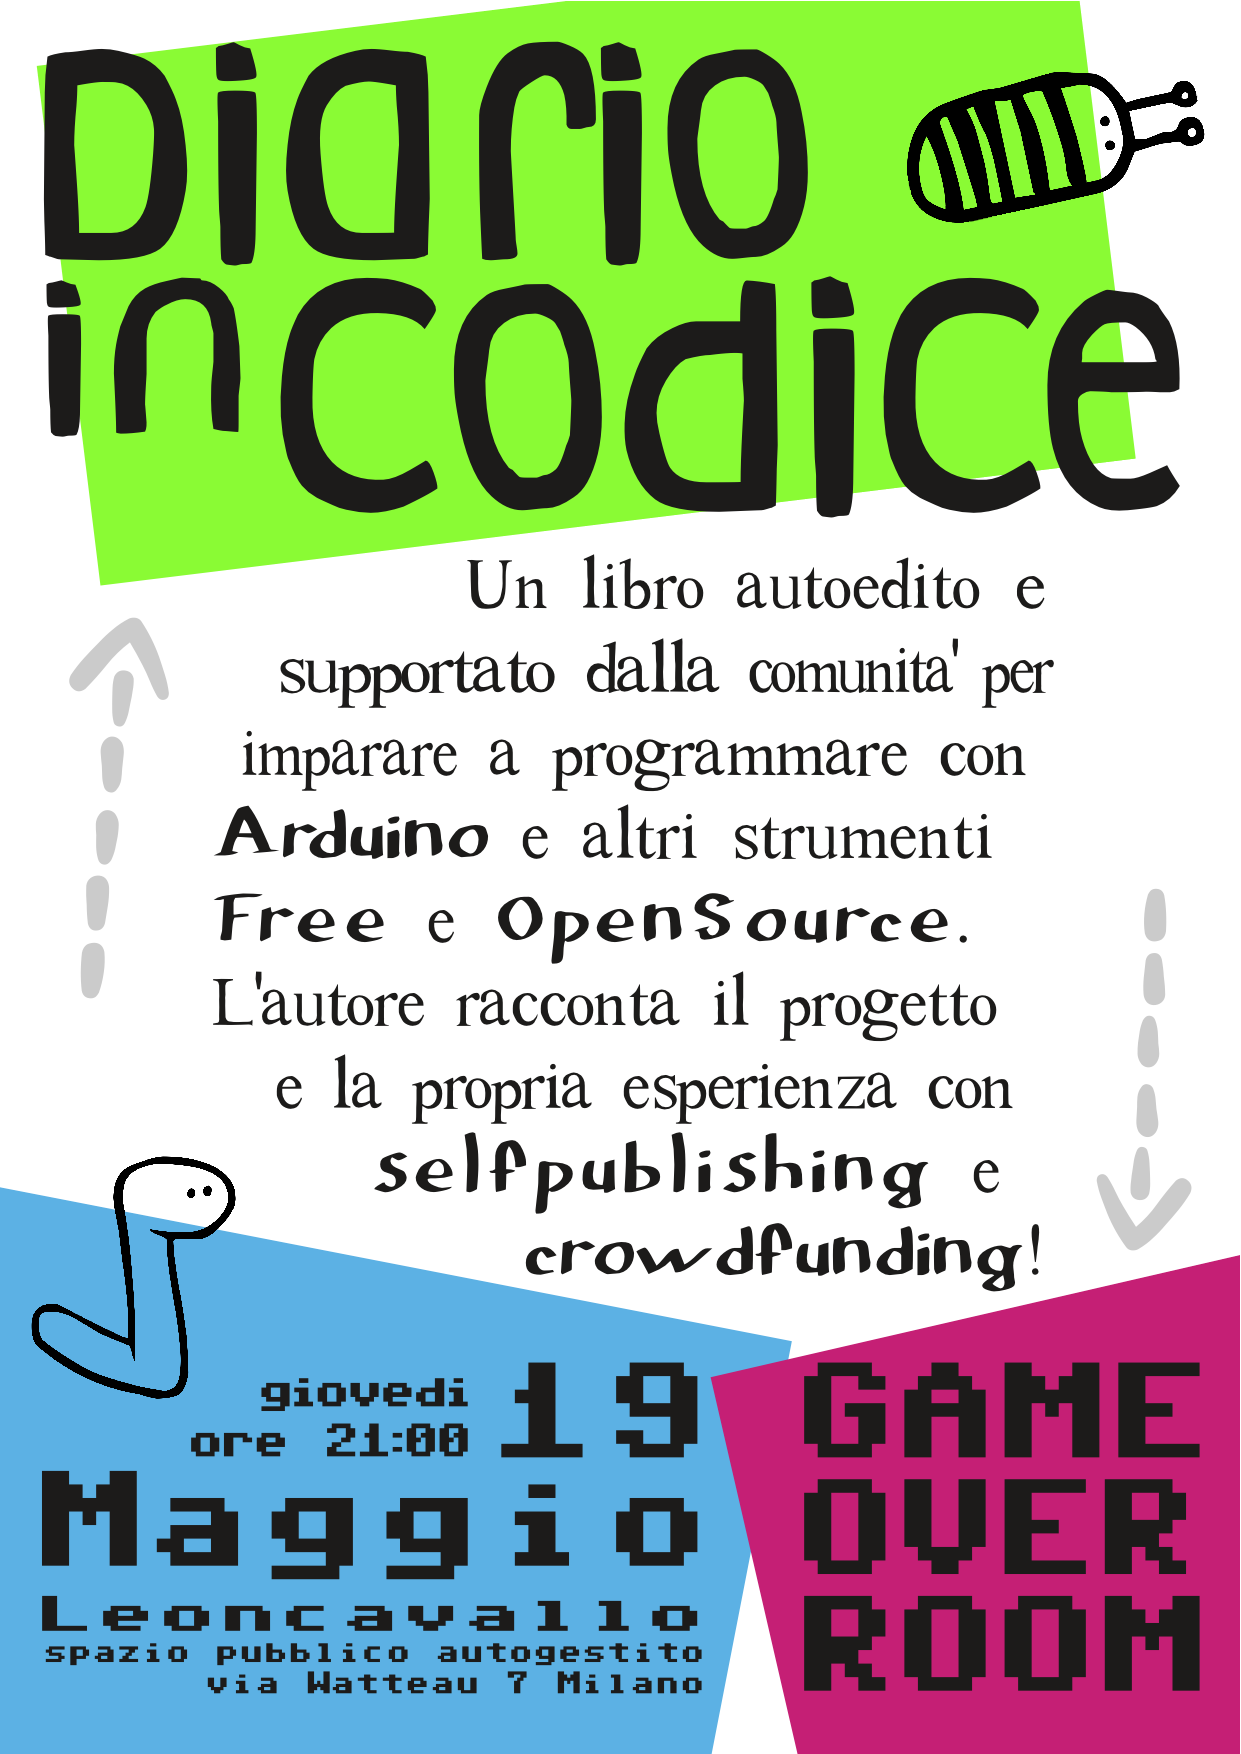 Diario
in codice
Un libro autoedito e
supportato dalla comunita' per
imparare a programmare con
Arduino e altri strumenti
Free e OpenSource.
L'autore racconta il progetto
e la propria esperienza con
selfpublishing e
crowdfunding!
giovedi 19
ore 21:00
Maggio
Leoncavallo
spazio pubblico autogestito
via Watteau 7 Milano
GAME
OVER
ROOM